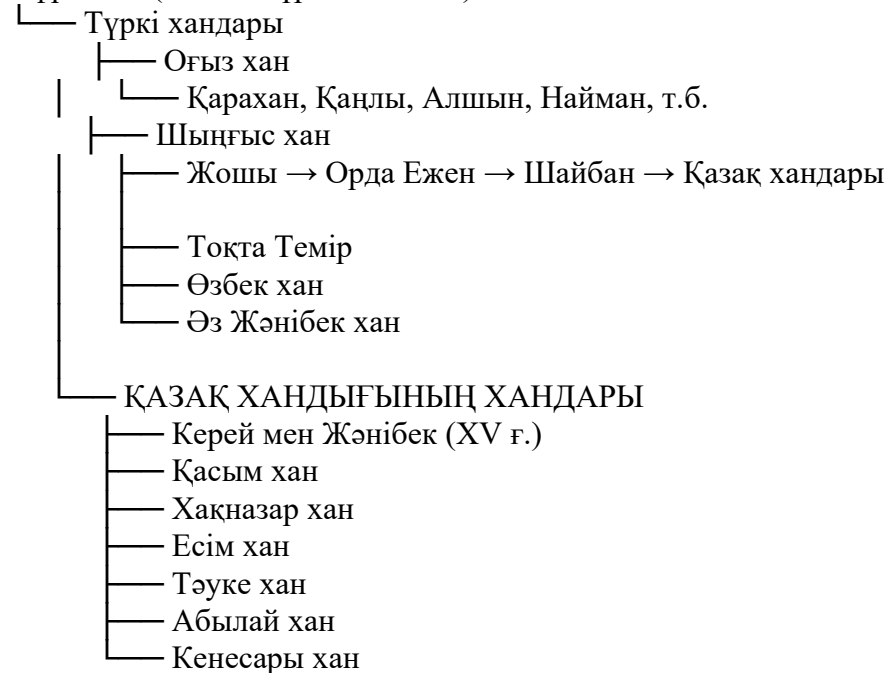 Түркі хандары
Оғыз хан
Қарахан, Қаңлы, Алшын, Найман, т.б.
Шыңғыс хан
Жошы → Орда Ежен → Шайбан → Қазақ хандары
Тоқта Темір
Өзбек хан
Әз Жәнібек хан
ҚАЗАҚ ХАНДЫҒЫНЫҢ ХАНДАРЫ
Керей мен Жәнібек (XV ғ.)
Қасым хан
Хақназар хан
Есім хан
Тәуке хан
Абылай хан
Кенесары хан